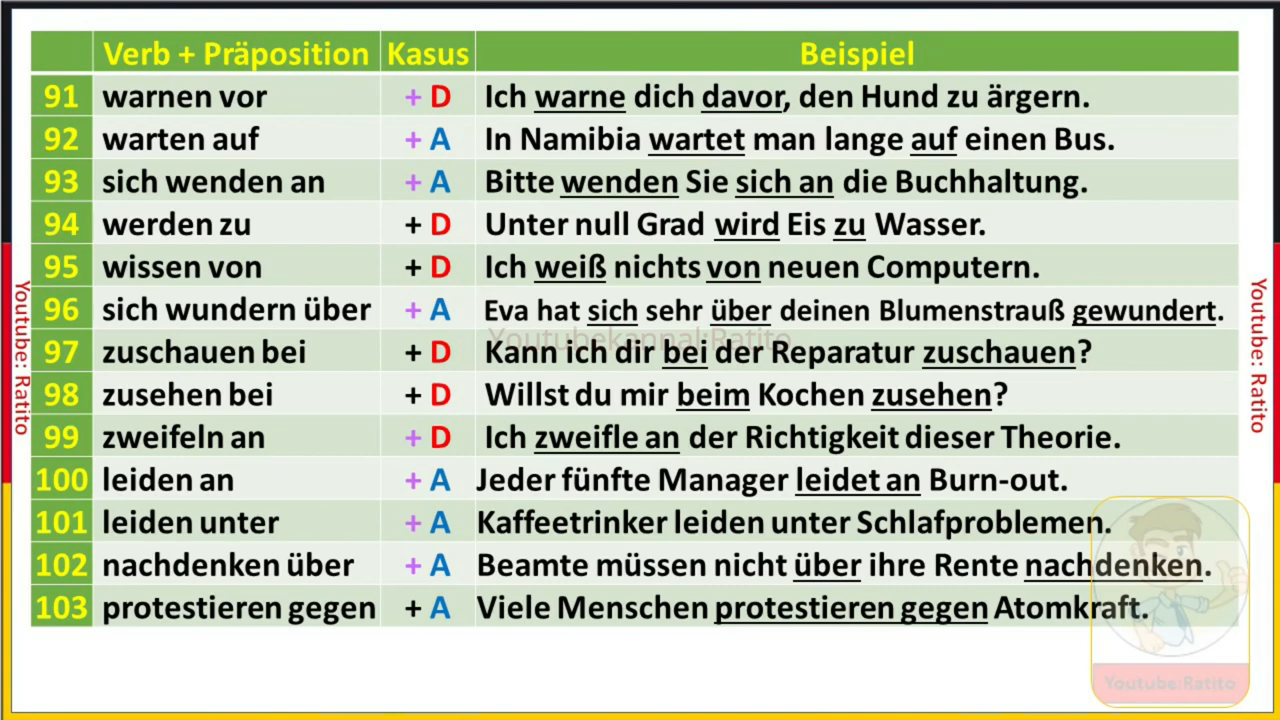 Verb + Präposition Kasus Beispiel
91 warnen vor + D Ich warne dich davor, den Hund zu ärgern.
92 warten auf + A In Namibia wartet man lange auf einen Bus.
93 sich wenden an + A Bitte wenden Sie sich an die Buchhaltung.
94 werden zu + D Unter null Grad wird Eis zu Wasser.
95 wissen von + D Ich weiß nichts von neuen Computern.
96 sich wundern über + A Eva hat sich sehr über deinen Blumenstrauß gewundert.
Youtubekannal:Ratito
97 zuschauen bei + D Kann ich dir bei der Reparatur zuschauen?
98 zusehen bei + D Willst du mir beim Kochen zusehen?
99 zweifeln an + D Ich zweifle an der Richtigkeit dieser Theorie.
100 leiden an + A Jeder fünfte Manager leidet an Burn-out.
101 leiden unter + A Kaffeetrinker leiden unter Schlafproblemen.
102 nachdenken über + A Beamte müssen nicht über ihre Rente nachdenken.
103 protestieren gegen + A Viele Menschen protestieren gegen Atomkraft.
Youtube: Ratito
Youtube: Ratito
Youtube:Ratito